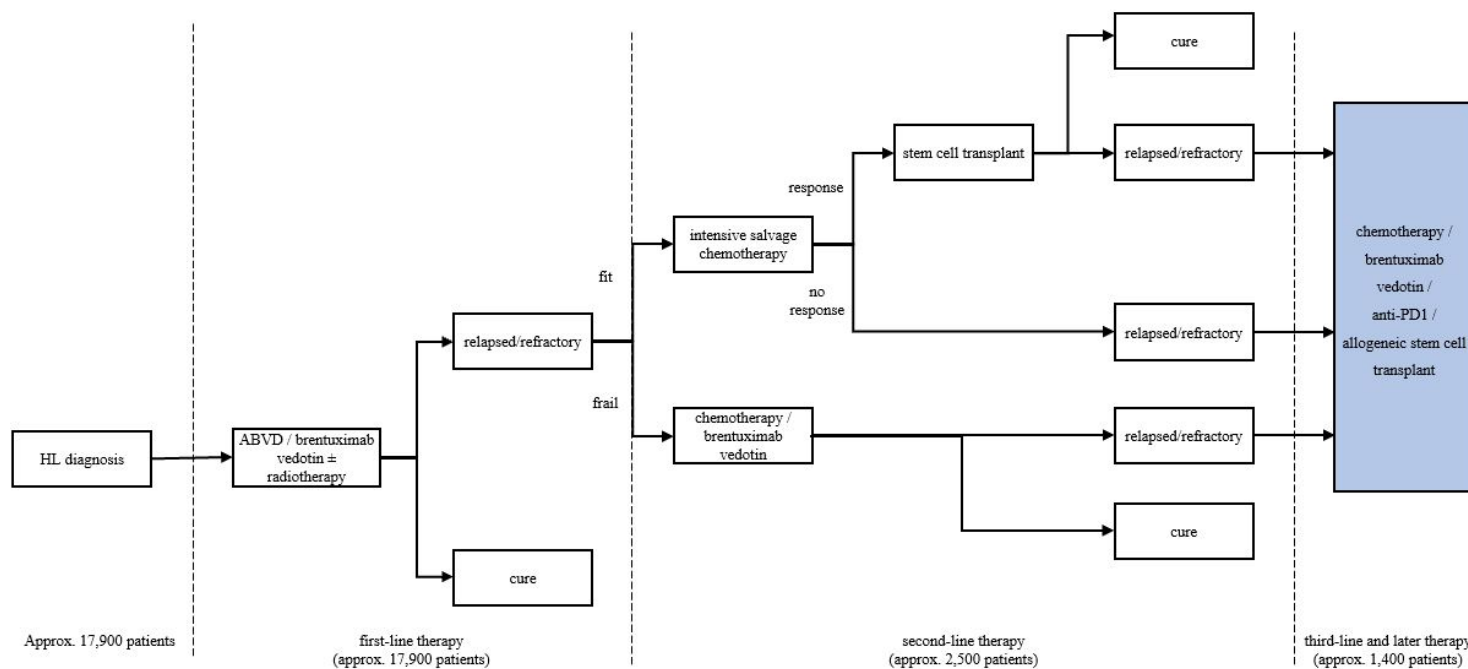 cure
stem cell transplant
relapsed/refractory
response
intensive salvage
chemotherapy
fit
no
response
relapsed/refractory
relapsed/refractory
chemotherapy /
brentuximab
vedotin /
anti-PD1 /
allogeneic stem cell
transplant
frail
chemotherapy /
brentuximab
vedotin
relapsed/refractory
HL diagnosis
ABVD / brentuximab
vedotin ±
radiotherapy
cure
cure
Approx. 17,900 patients
first-line therapy
(approx. 17,900 patients)
second-line therapy
(approx. 2,500 patients)
third-line and later therapy
(approx. 1,400 patients)